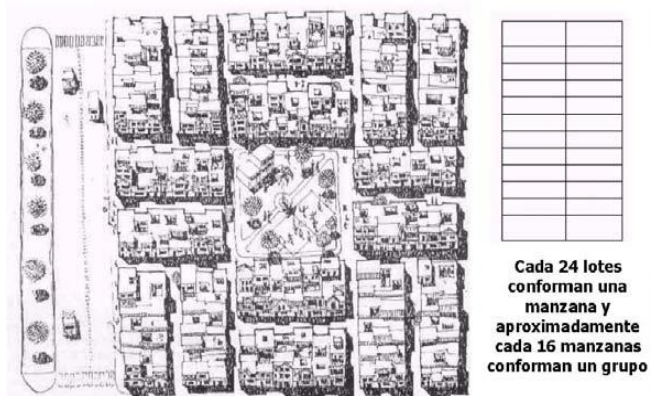 Cada 24 lotes
conforman una
manzana y
aproximadamente
cada 16 manzanas
conforman un grupo